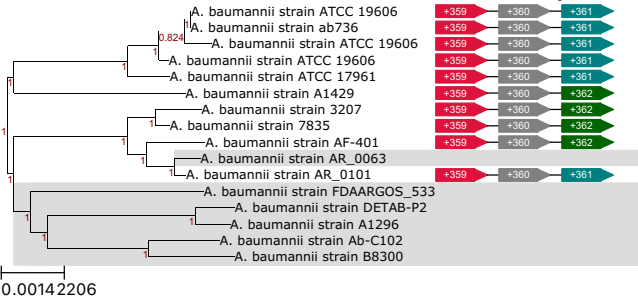 A. baumannii strain ATCC 19606 +359 +360 +361
A. baumannii strain ab736 +359 +360 +361
0.824 A. baumannii strain ATCC 19606 +359 +360 +361
1 A. baumannii strain ATCC 19606 +359 +360 +361
1 A. baumannii strain ATCC 17961 +359 +360 +361
1 A. baumannii strain A1429 +359 +360 +362
A. baumannii strain 3207 +359 +360 +362
1 A. baumannii strain 7835 +359 +360 +362
1 1 A. baumannii strain AF-401 +359 +360 +362
1 A. baumannii strain AR_0063
1 1 A. baumannii strain AR_0101 +359 +360 +361
A. baumannii strain FDAARGOS_533
A. baumannii strain DETAB-P2
1 1 A. baumannii strain A1296
1 A. baumannii strain Ab-C102
1 A. baumannii strain B8300
0.00142206